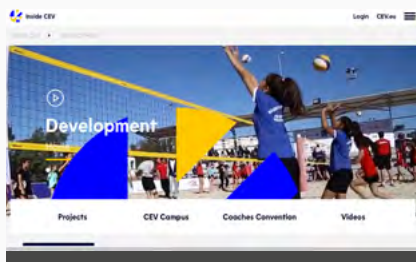 Inside CEV
Login CEV.eu
Development
Projects CEV Campus Coaches Convention Videos